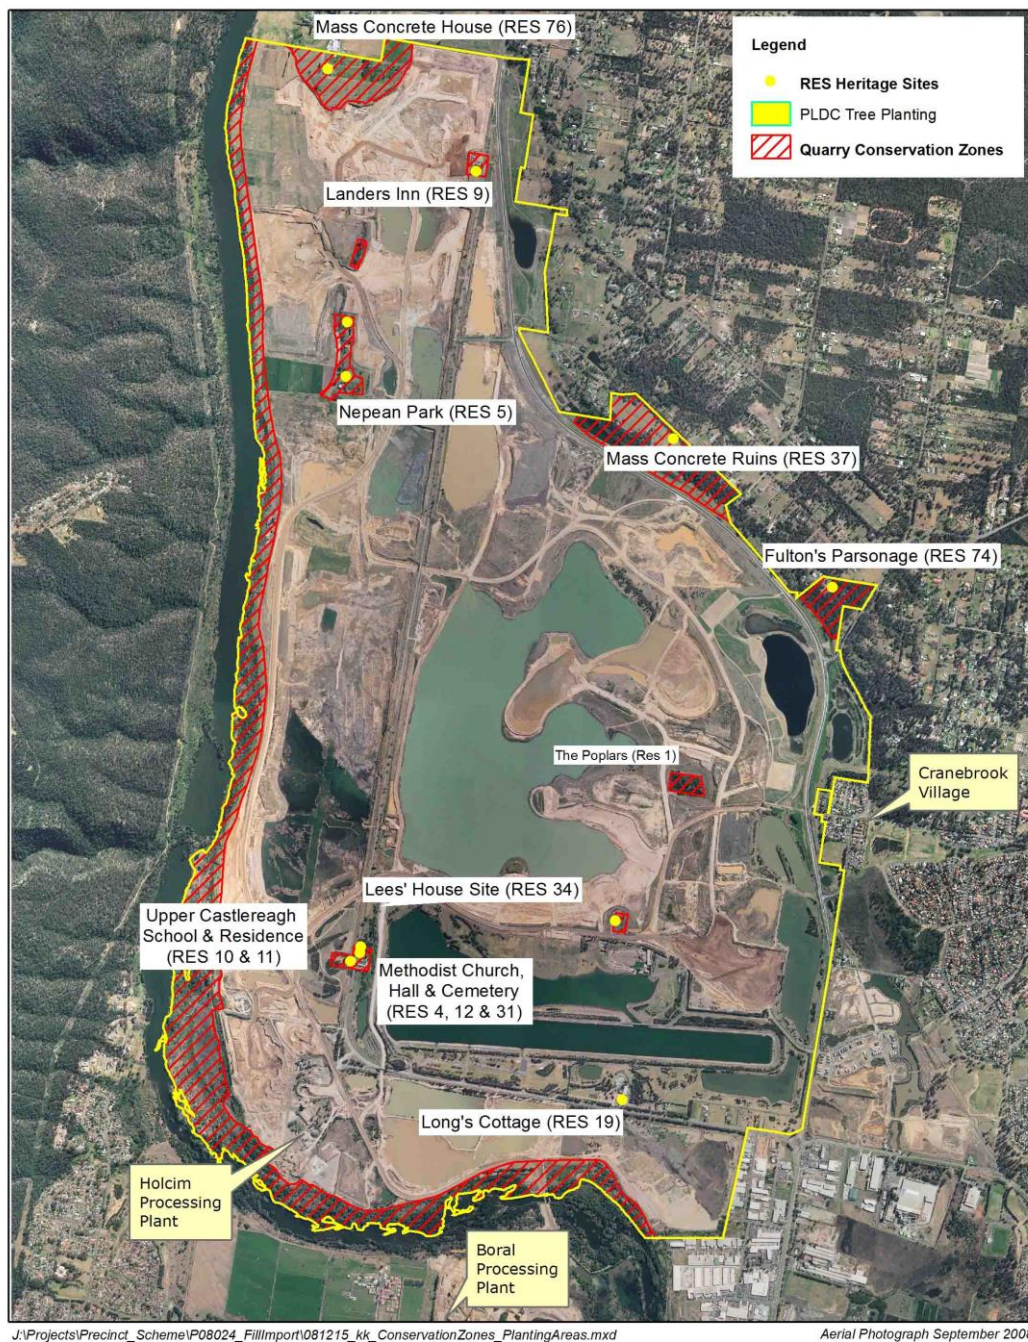 Mass Concrete House (RES 76)
Legend
RES Heritage Sites
PLDC Tree Planting
Quarry Conservation Zones
Landers Inn (RES 9)
Nepean Park (RES 5)
Mass Concrete Ruins (RES 37)
Fulton's Parsonage (RES 74)
The Poplars (Res 1)
Cranebrook
Village
Lees' House Site (RES 34)
Upper Castlereagh
School & Residence
(RES 10 & 11)
Methodist Church,
Hall & Cemetery
(RES 4, 12 & 31)
Long's Cottage (RES 19)
Holcim
Processing
Plant
Boral
Processing
Plant
J:\Projects\Precinct_Scheme\P08024_FillImport\081215_kk_ConservationZones_PlantingAreas.mxd
Aerial Photograph September